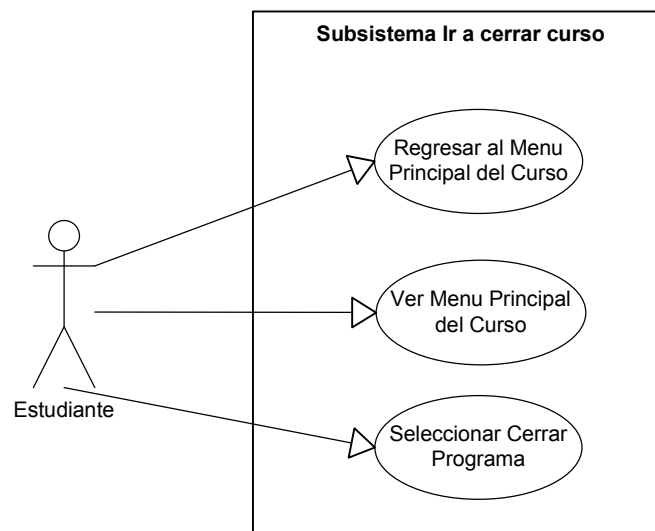 Subsistema Ir a cerrar curso
Regresar al Menu
Principal del Curso
Ver Menu Principal
del Curso
Estudiante
Seleccionar Cerrar
Programa